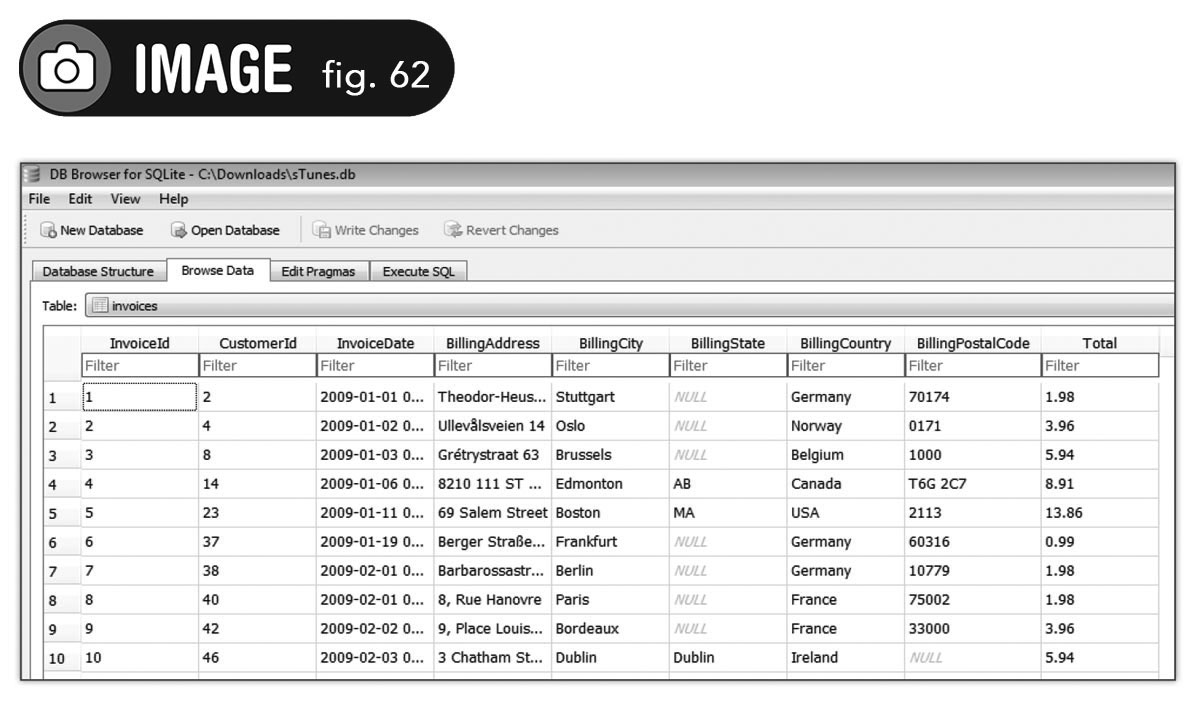 IMAGE fig. 62
DB Browser for SQLite - C:\Downloads\sTunes.db
File Edit View Help
New Database Open Database Write Changes Revert Changes
Database Structure Browse Data Edit Pragmas Execute SQL
Table: invoices
InvoiceId CustomerId InvoiceDate BillingAddress BillingCity BillingState BillingCountry BillingPostalCode Total
Filter Filter Filter Filter Filter Filter Filter Filter Filter
1 1 2 2009-01-01 0... Theodor-Heus... Stuttgart NULL Germany 70174 1.98
2 2 4 2009-01-02 0... Ullevålsveien 14 Oslo NULL Norway 0171 3.96
3 3 8 2009-01-03 0... Grétrystraat 63 Brussels NULL Belgium 1000 5.94
4 4 14 2009-01-06 0... 8210 111 ST ... Edmonton AB Canada T6G 2C7 8.91
5 5 23 2009-01-11 0... 69 Salem Street Boston MA USA 2113 13.86
6 6 37 2009-01-19 0... Berger Straße... Frankfurt NULL Germany 60316 0.99
7 7 38 2009-02-01 0... Barbarossastr... Berlin NULL Germany 10779 1.98
8 8 40 2009-02-01 0... 8, Rue Hanovre Paris NULL France 75002 1.98
9 9 42 2009-02-02 0... 9, Place Louis... Bordeaux NULL France 33000 3.96
10 10 46 2009-02-03 0... 3 Chatham St... Dublin Dublin Ireland NULL 5.94